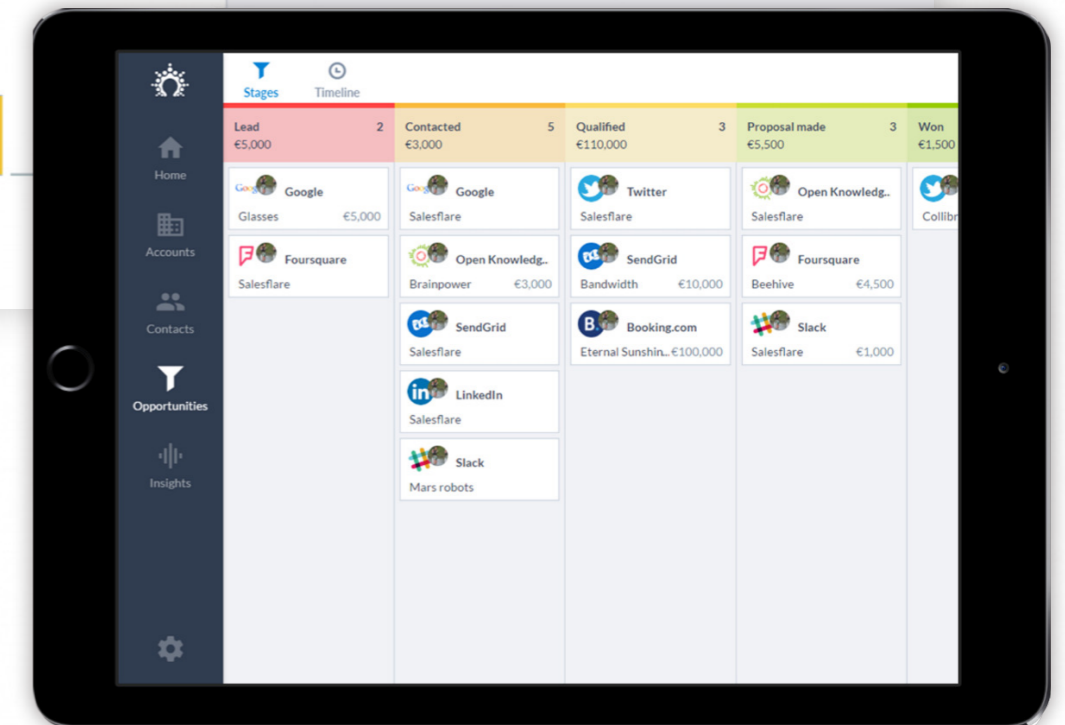 Stages Timeline
Home
Accounts
Contacts
Opportunities
Insights
Lead 2
€5,000
Google
Glasses €5,000
Foursquare
Salesflare
Contacted 5
€3,000
Google
Salesflare
Open Knowledg..
Brainpower €3,000
SendGrid
Salesflare
in LinkedIn
Salesflare
Slack
Mars robots
Qualified 3
€110,000
Twitter
Salesflare
SendGrid
Bandwidth €10,000
B. Booking.com
Eternal Sunshin... €100,000
Proposal made 3
€5,500
Open Knowledg..
Salesflare
Foursquare
Beehive €4,500
Slack
Salesflare €1,000
Won
€1,500